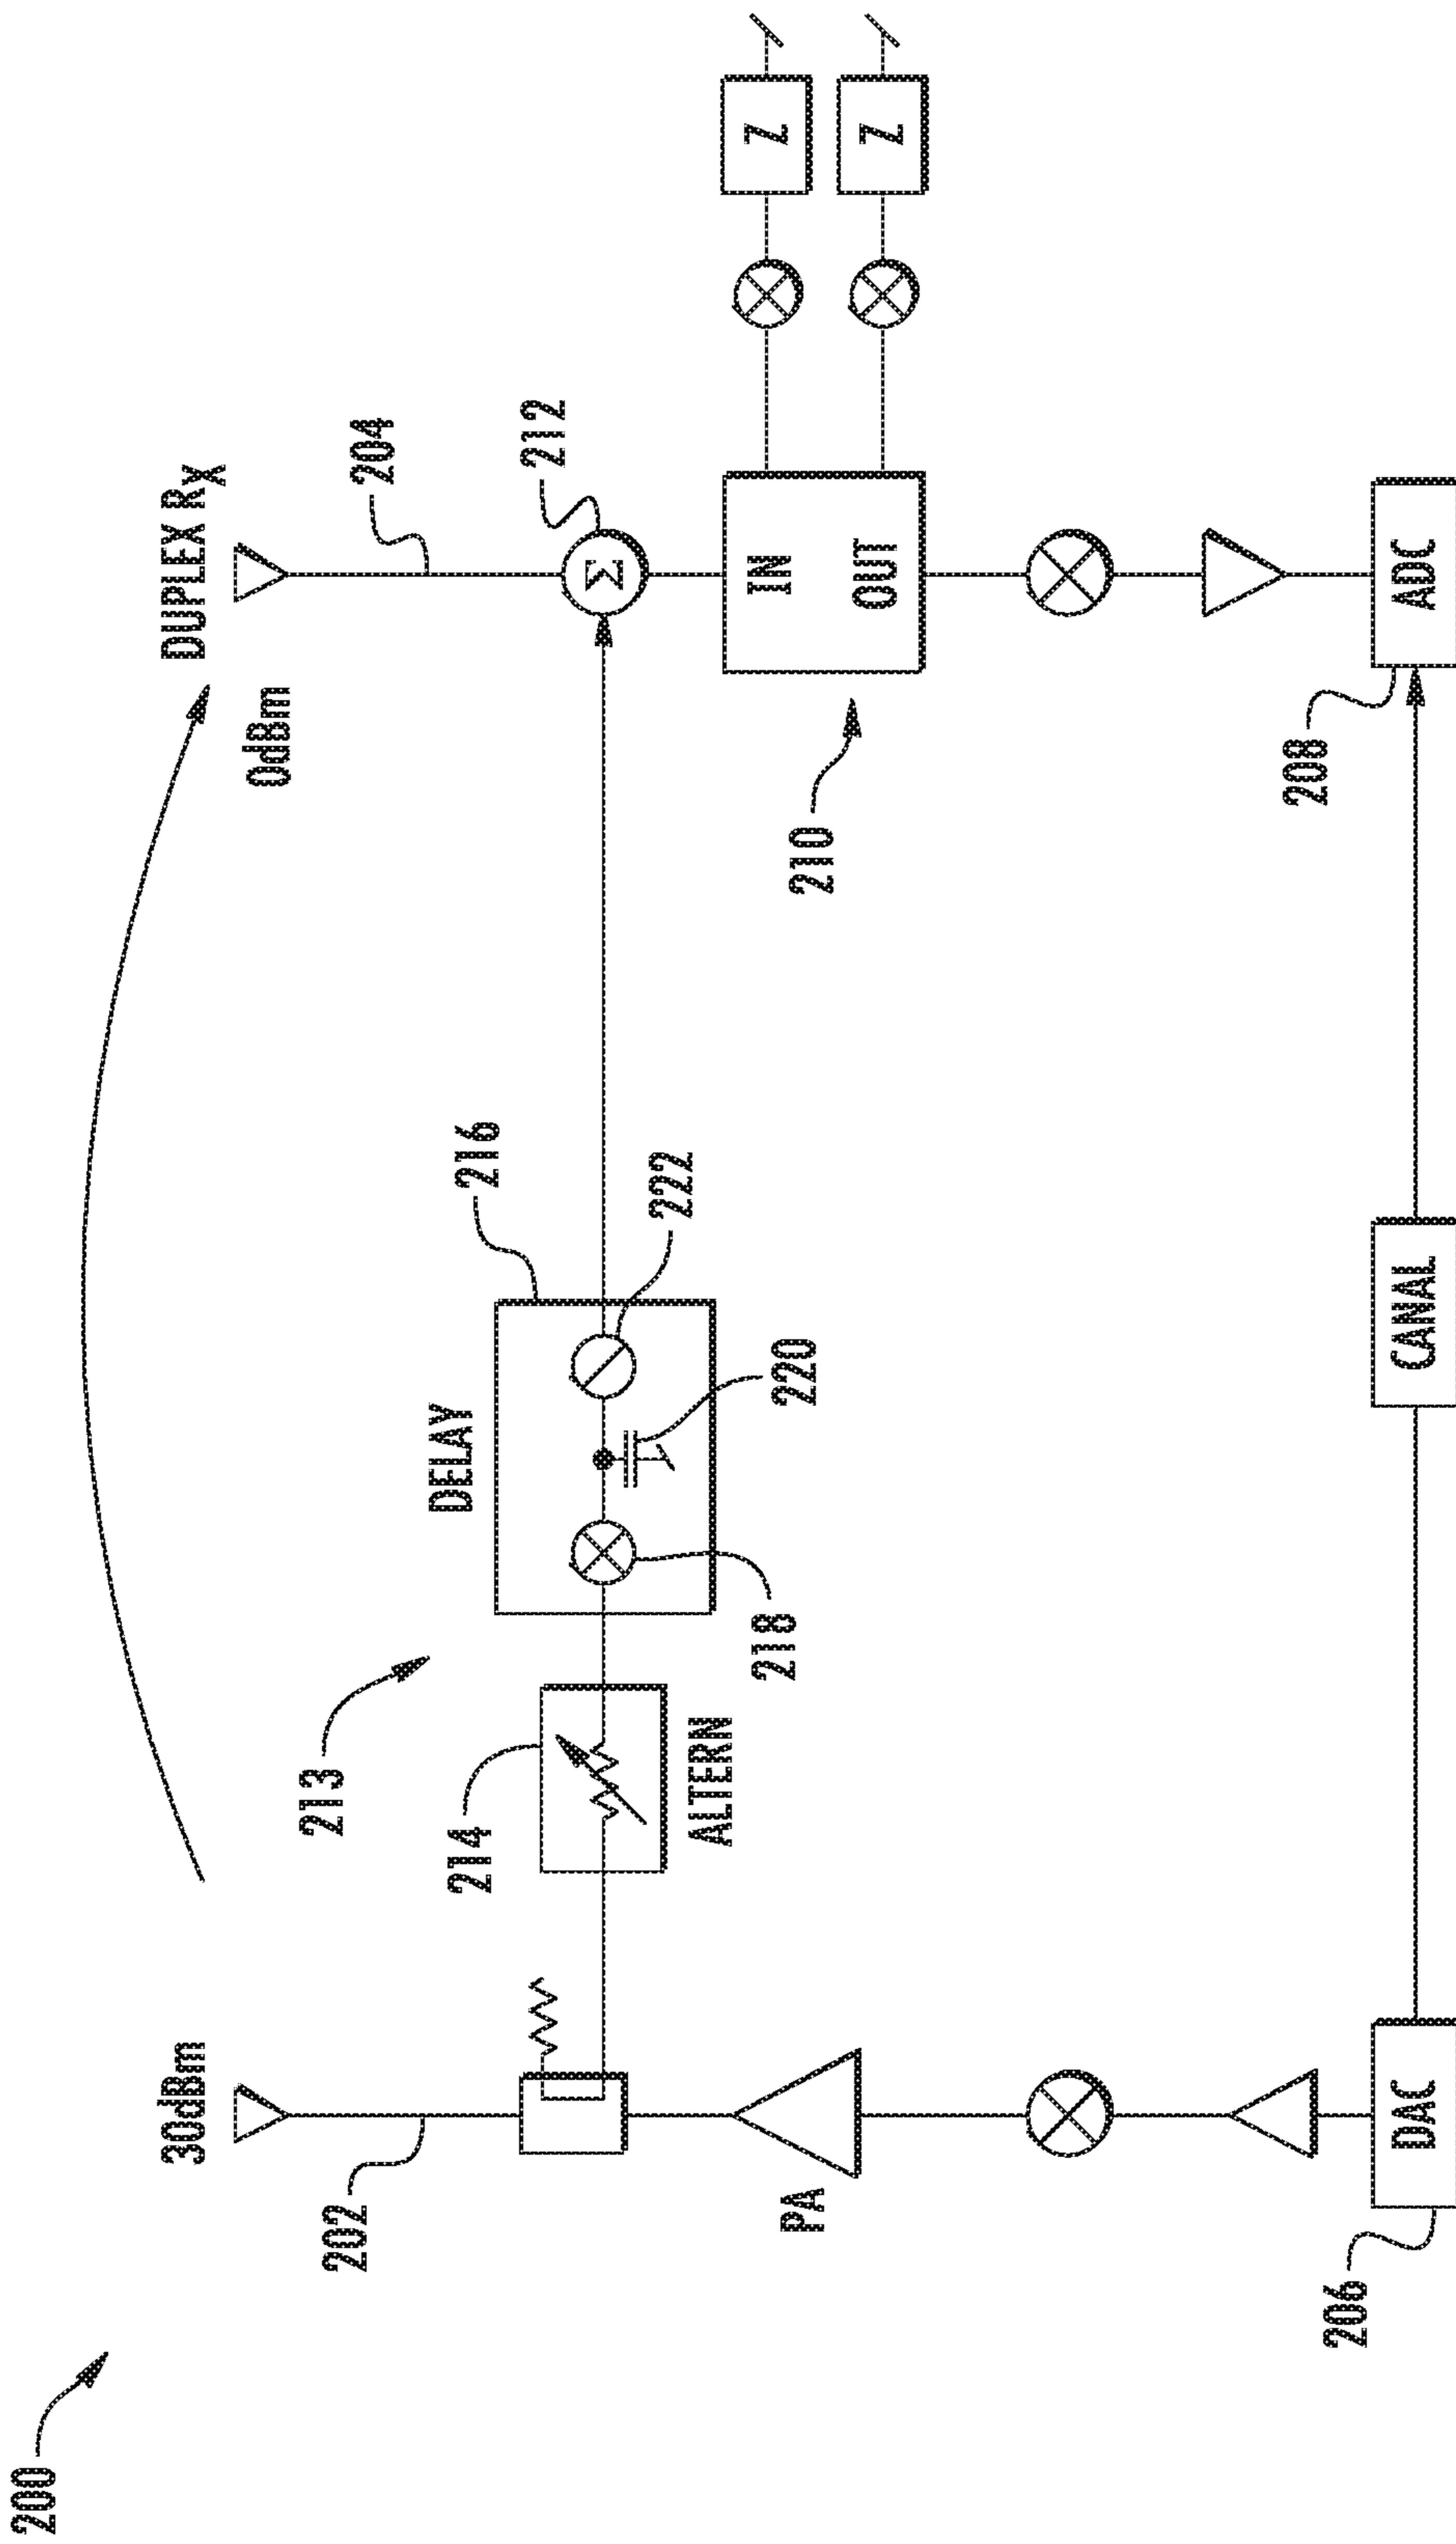 200
30dBm
DUPLEX RX
0dBm
202
204
213
216
DELAY
212
214
222
ALTERN
218
220
IN
OUT
Z
Z
PA
210
206
208
DAC
CANAL
ADC